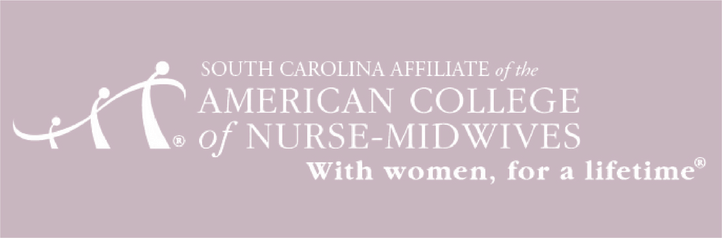 SOUTH CAROLINA AFFILIATE of the
AMERICAN COLLEGE
of NURSE-MIDWIVES
®
With women, for a lifetime®